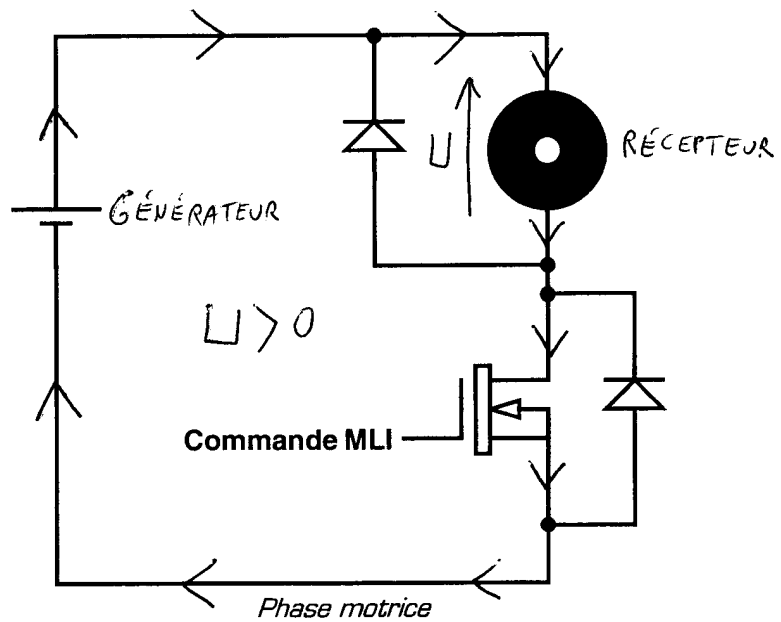 U
RÉCEPTEUR
GÉNÉRATEUR
U > 0
Commande MLI
Phase motrice